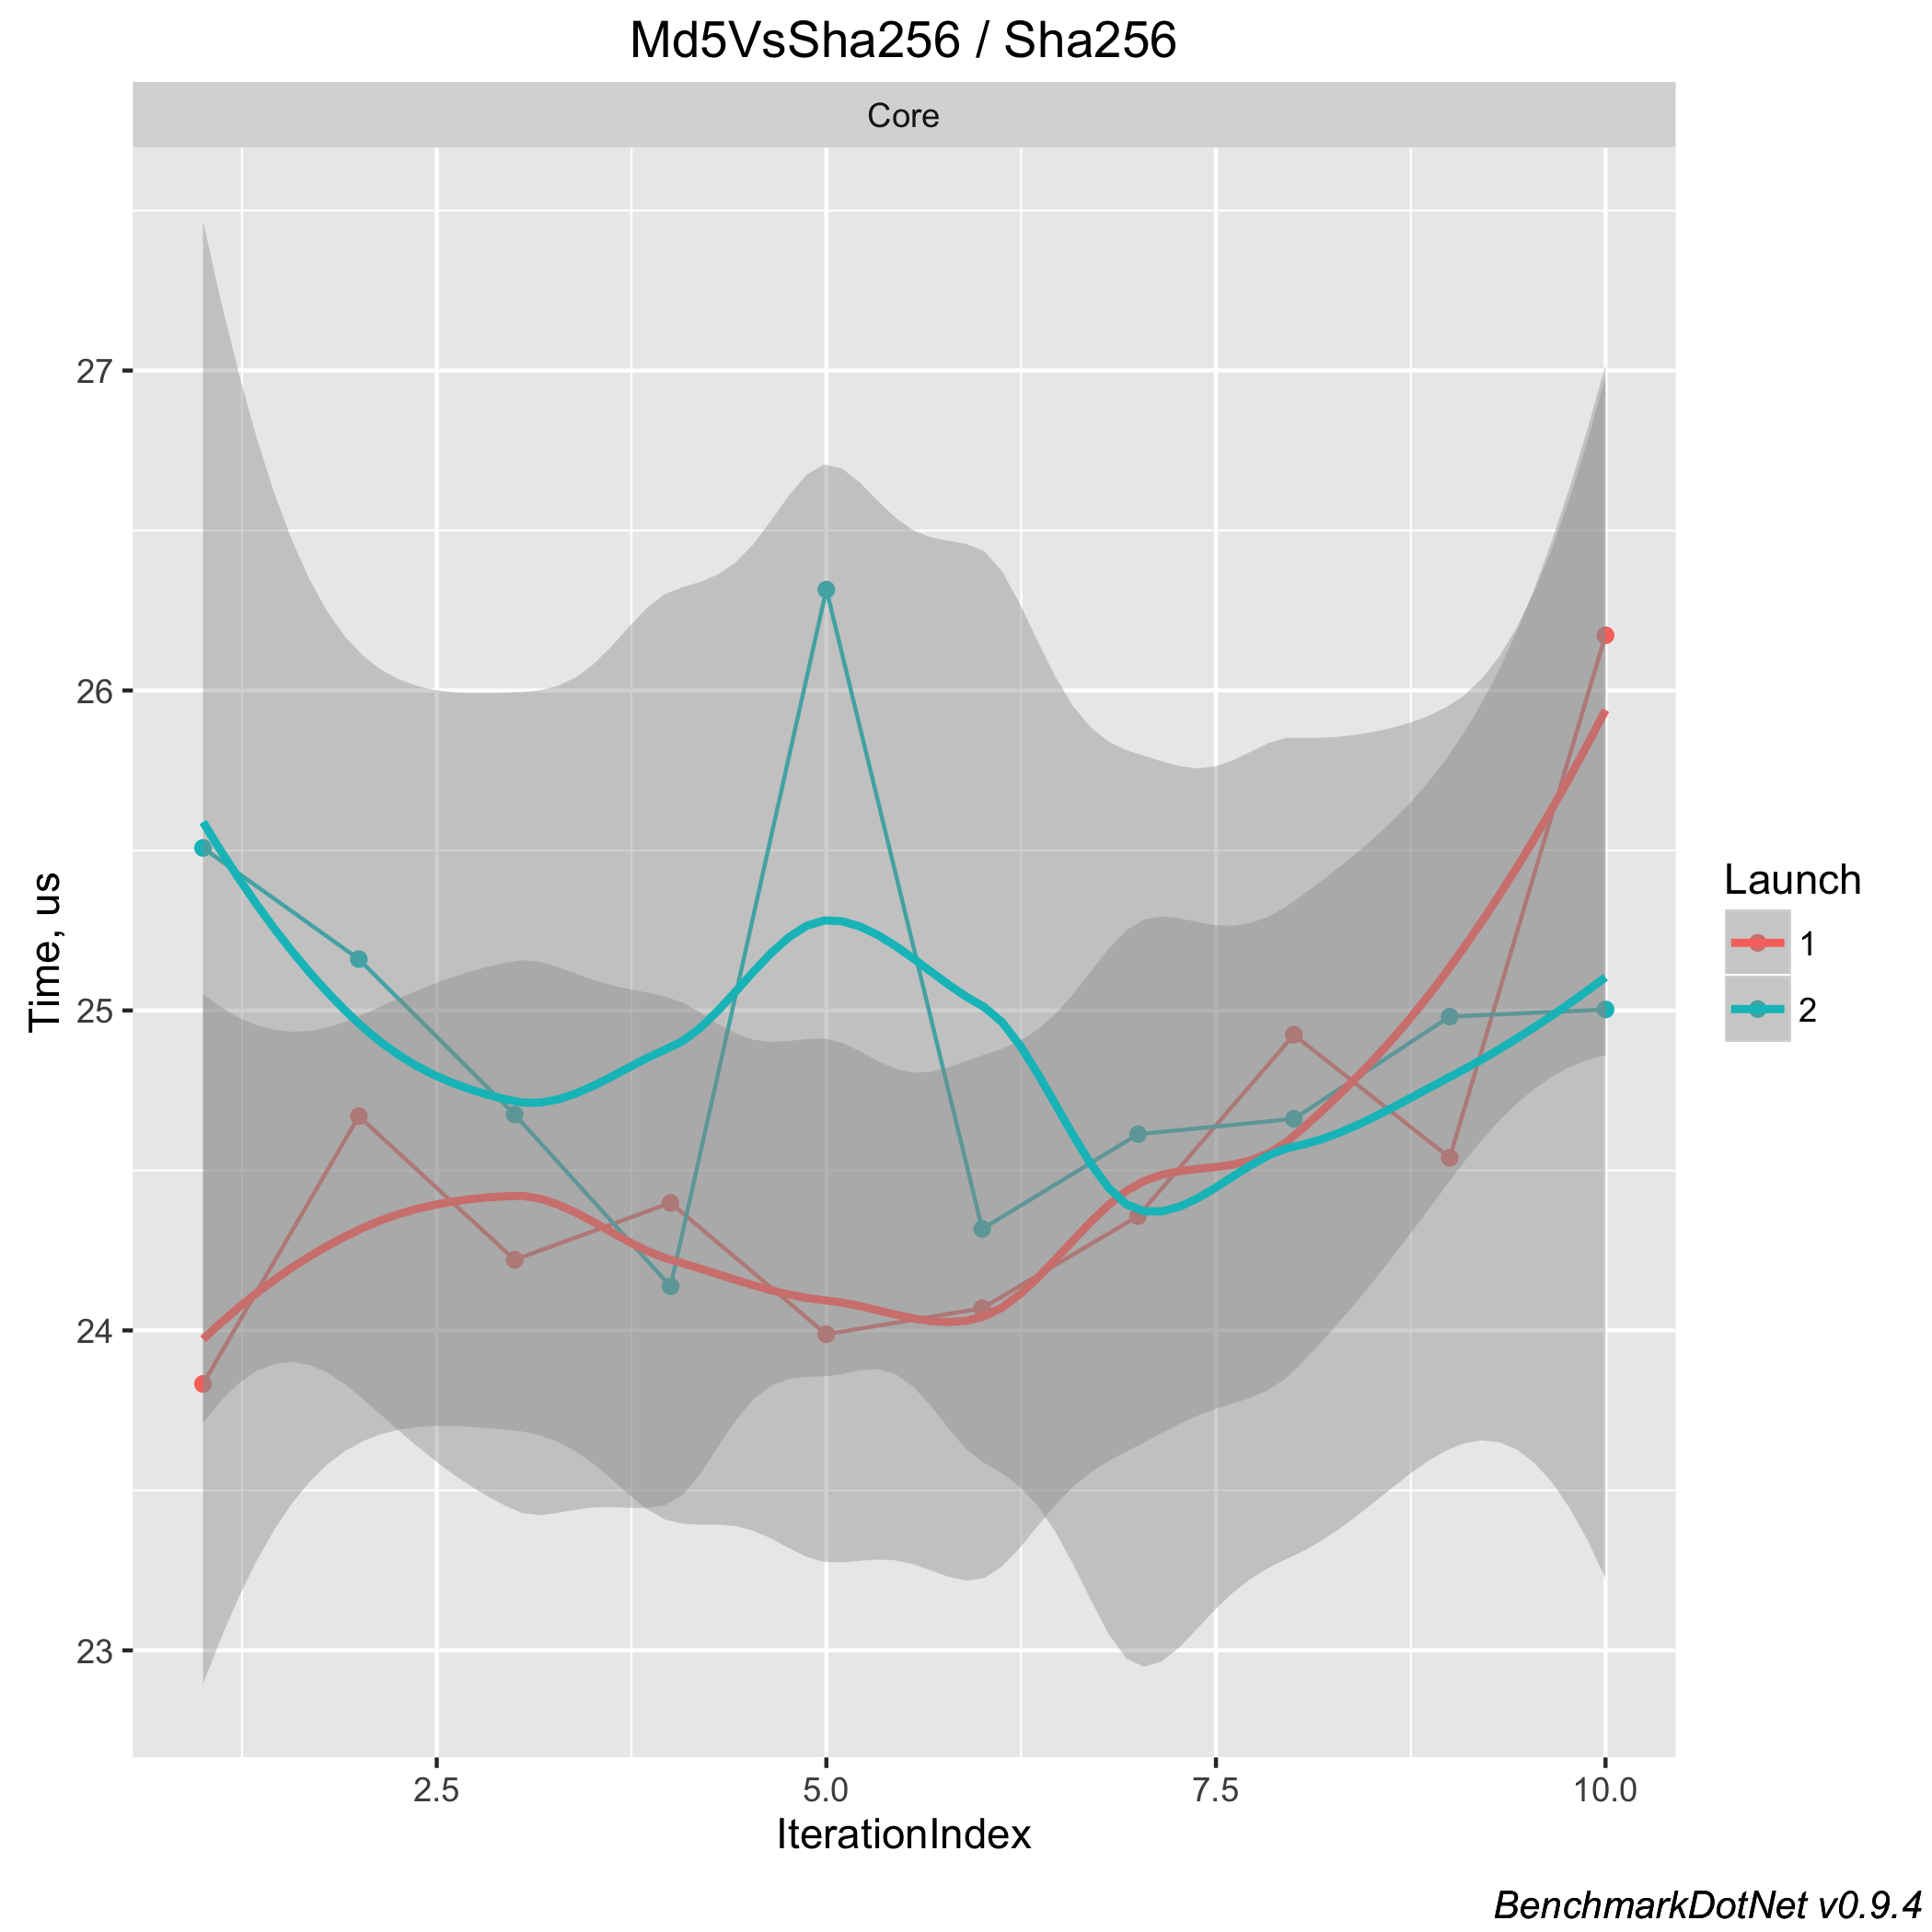 Md5VsSha256 / Sha256
Core
27
26
25
24
23
Time, us
2.5 5.0 7.5 10.0
IterationIndex
Launch
1
2
BenchmarkDotNet v0.9.4